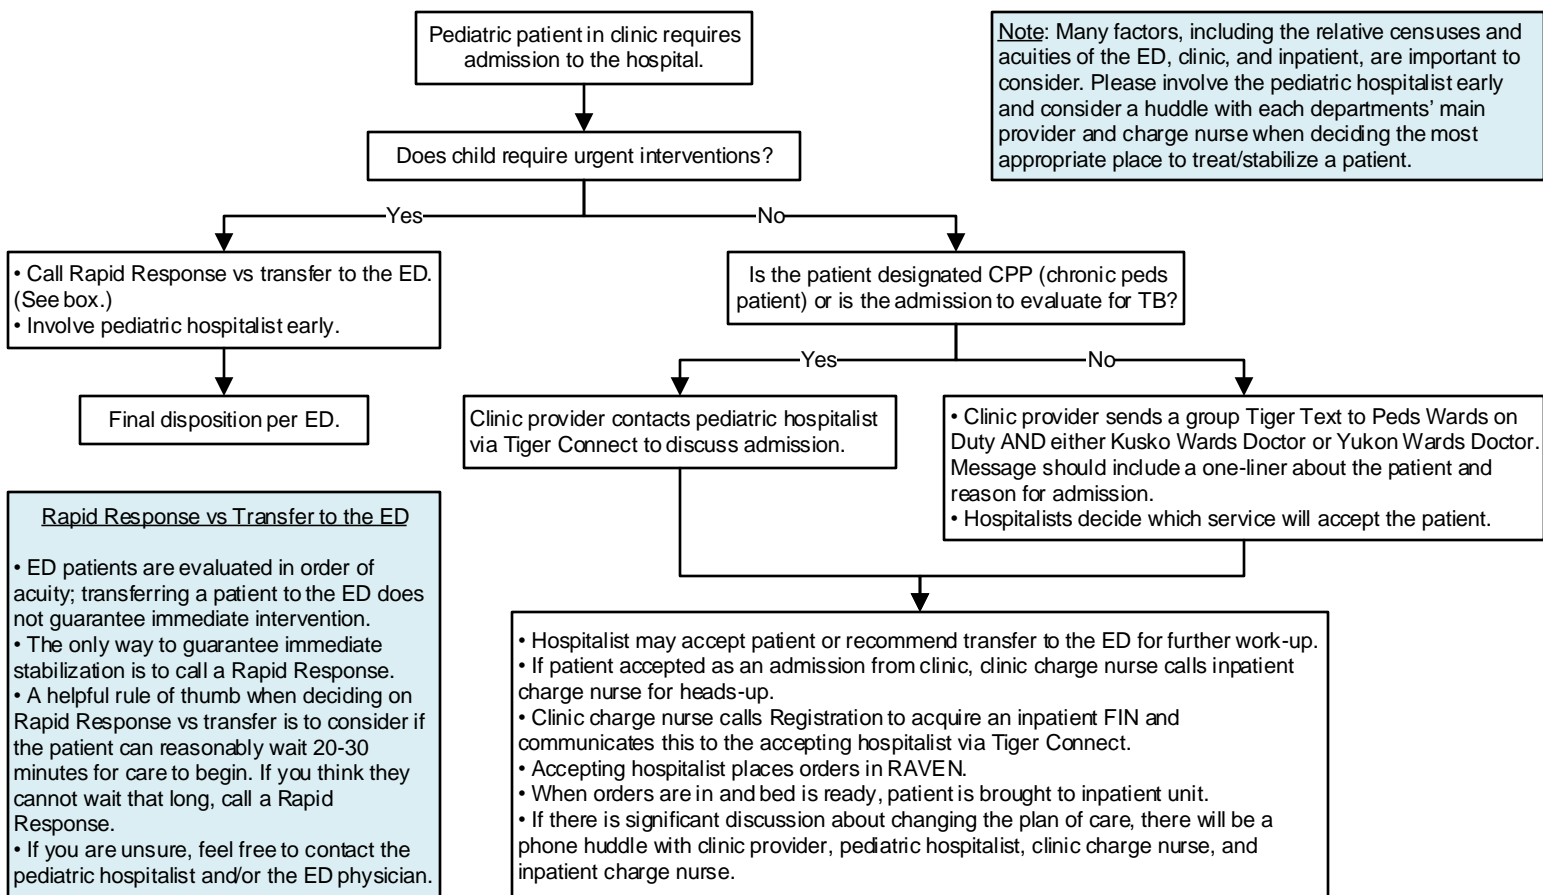 Pediatric patient in clinic requires
admission to the hospital.
Note: Many factors, including the relative censuses and
acuities of the ED, clinic, and inpatient, are important to
consider. Please involve the pediatric hospitalist early
and consider a huddle with each departments' main
provider and charge nurse when deciding the most
appropriate place to treat/stabilize a patient.
Does child require urgent interventions?
Yes
No
• Call Rapid Response vs transfer to the ED.
(See box.)
• Involve pediatric hospitalist early.
Final disposition per ED.
Is the patient designated CPP (chronic peds
patient) or is the admission to evaluate for TB?
Yes
No
Clinic provider contacts pediatric hospitalist
via Tiger Connect to discuss admission.
• Clinic provider sends a group Tiger Text to Peds Wards on
Duty AND either Kusko Wards Doctor or Yukon Wards Doctor.
Message should include a one-liner about the patient and
reason for admission.
• Hospitalists decide which service will accept the patient.
Rapid Response vs Transfer to the ED
• ED patients are evaluated in order of
acuity; transferring a patient to the ED does
not guarantee immediate intervention.
• The only way to guarantee immediate
stabilization is to call a Rapid Response.
• A helpful rule of thumb when deciding on
Rapid Response vs transfer is to consider if
the patient can reasonably wait 20-30
minutes for care to begin. If you think they
cannot wait that long, call a Rapid
Response.
• If you are unsure, feel free to contact the
pediatric hospitalist and/or the ED physician.
• Hospitalist may accept patient or recommend transfer to the ED for further work-up.
• If patient accepted as an admission from clinic, clinic charge nurse calls inpatient
charge nurse for heads-up.
• Clinic charge nurse calls Registration to acquire an inpatient FIN and
communicates this to the accepting hospitalist via Tiger Connect.
• Accepting hospitalist places orders in RAVEN.
• When orders are in and bed is ready, patient is brought to inpatient unit.
• If there is significant discussion about changing the plan of care, there will be a
phone huddle with clinic provider, pediatric hospitalist, clinic charge nurse, and
inpatient charge nurse.